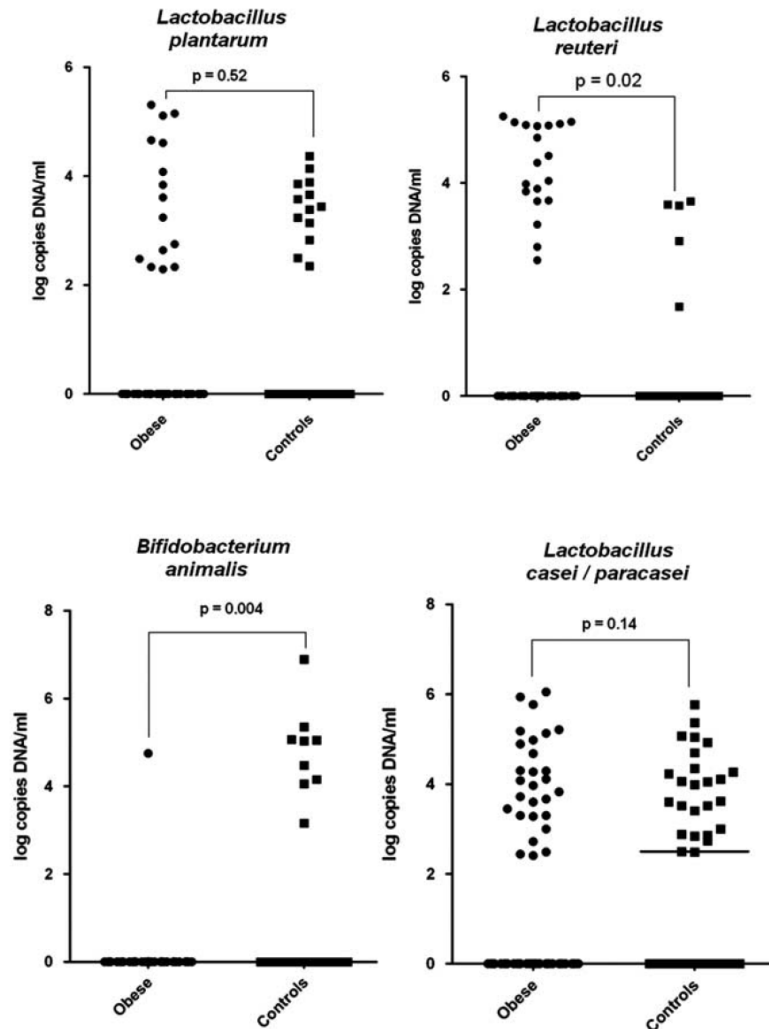 Lactobacillus
plantarum
p = 0.52
log copies DNA/ml
6
4
2
0
Obese
Controls
Lactobacillus
reuteri
p = 0.02
log copies DNA/ml
6
4
2
0
Obese
Controls
Bifidobacterium
animalis
p = 0.004
log copies DNA/ml
8
6
4
2
0
Obese
Controls
Lactobacillus
casei / paracasei
p = 0.14
log copies DNA/ml
8
6
4
2
0
Obese
Controls